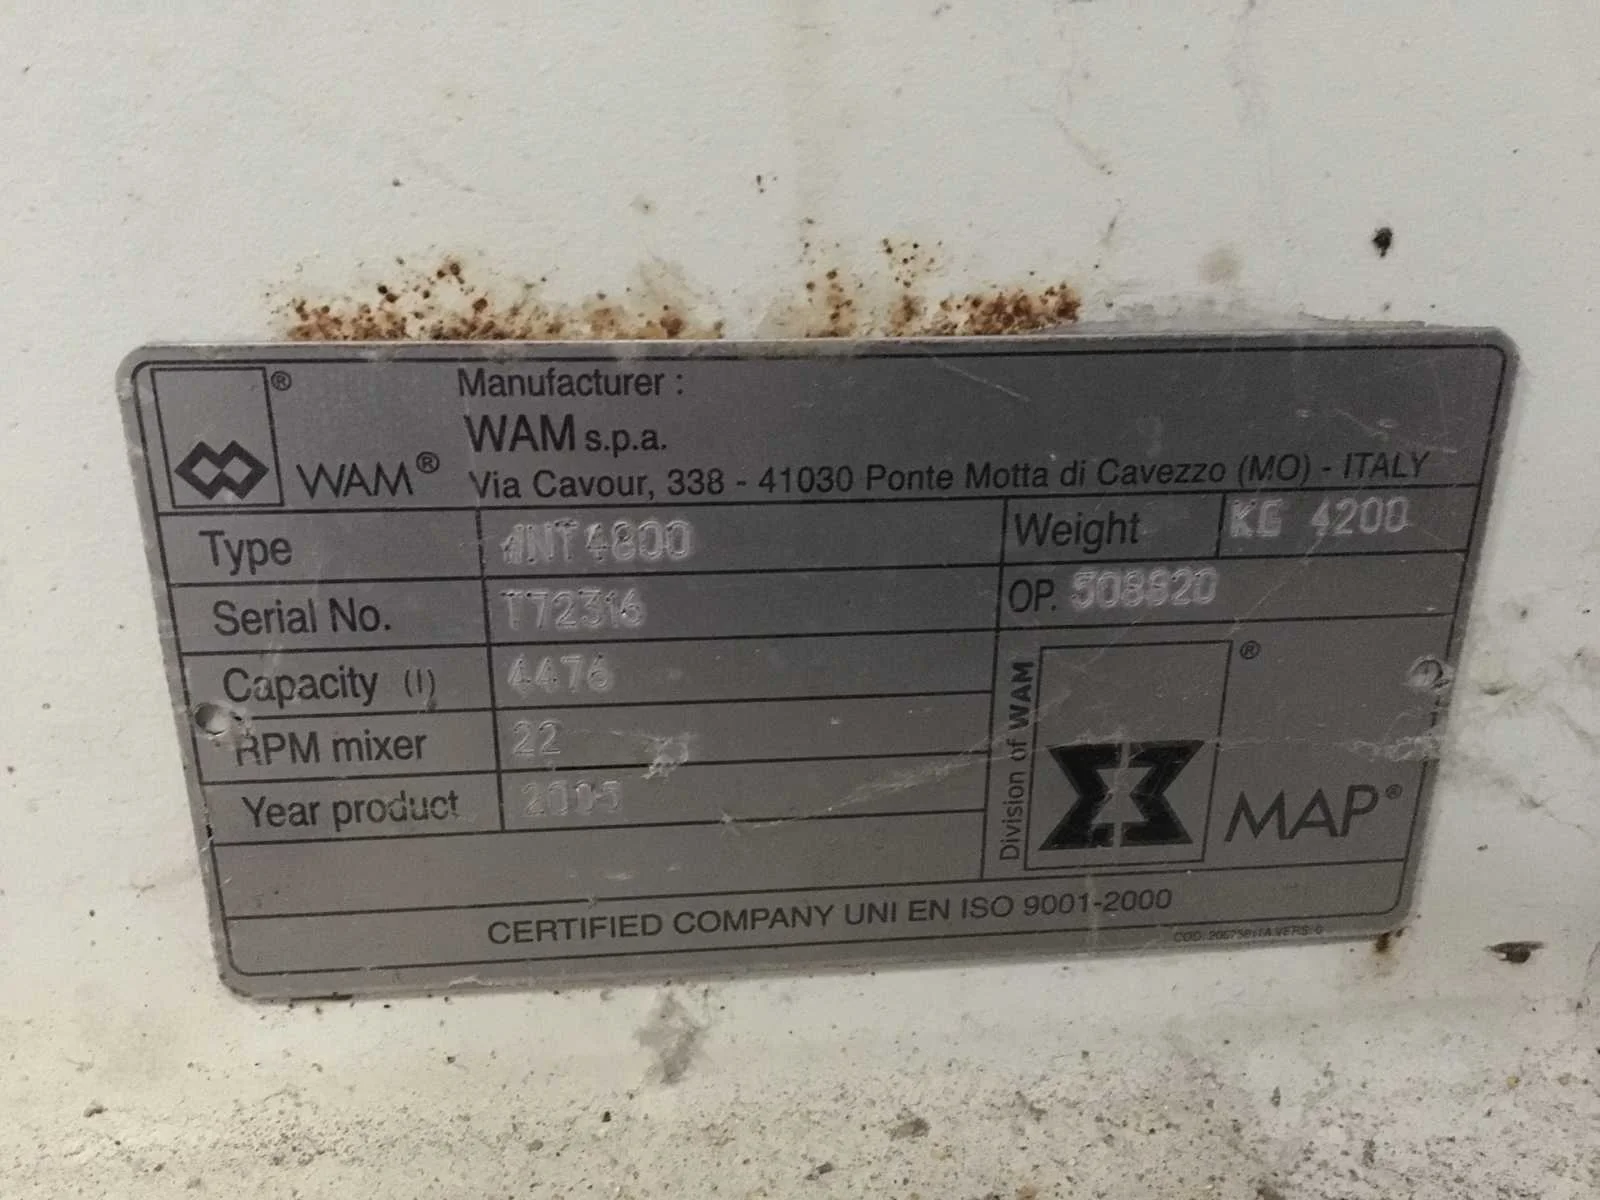 WAM®
Manufacturer :
WAM s.p.a.
Via Cavour, 338 - 41030 Ponte Motta di Cavezzo (MO) - ITALY
Type
Weight KG 4200
Serial No. T72316
OP.
Capacity (l) 4476
RPM mixer 22
Year product
Division of WAM
MAP®
CERTIFIED COMPANY UNI EN ISO 9001-2000